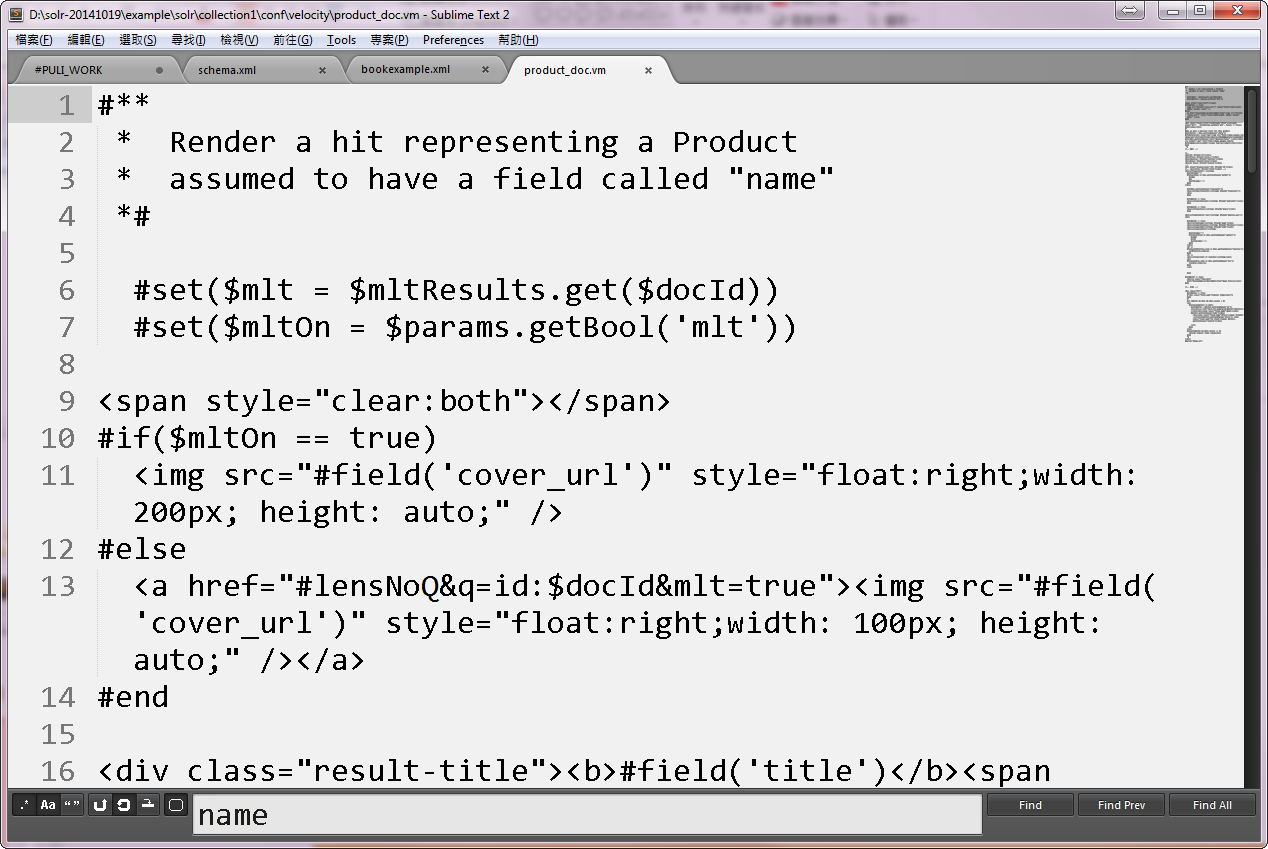 D:\solr-20141019\example\solr\collection1\conf\velocity\product_doc.vm - Sublime Text 2
檔案(F) 編輯(E) 選取(S) 尋找(I) 檢視(V) 前往(G) Tools 專案(P) Preferences 幫助(H)
#PULI_WORK schema.xml bookexample.xml product_doc.vm
1 #**
2 * Render a hit representing a Product
3 * assumed to have a field called "name"
4 *#
5
6 #set($mlt = $mltResults.get($docId))
7 #set($mltOn = $params.getBool('mlt'))
8
9 <span style="clear:both"></span>
10 #if($mltOn == true)
11 <img src="#field('cover_url')" style="float:right;width:
200px; height: auto;" />
12 #else
13 <a href="#lensNoQ&q=id:$docId&mlt=true"><img src="#field(
'cover_url')" style="float:right;width: 100px; height:
auto;" /></a>
14 #end
15
16 <div class="result-title"><b>#field('title')</b><span
.* Aa “ ” name Find Find Prev Find All